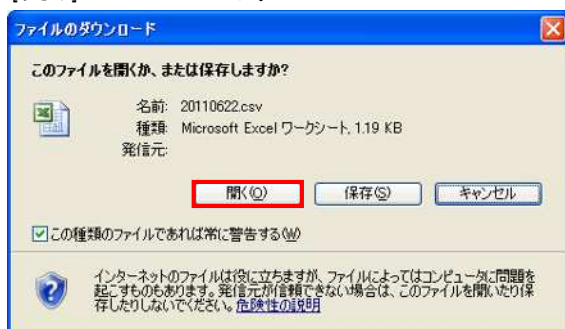 ファイルのダウンロード
このファイルを開くか、または保存しますか?
名前: 20110622.csv
種類: Microsoft Excel ワークシート, 1.19 KB
発信元:
開く(O) 保存(S) キャンセル
この種類のファイルであれば常に警告する(W)
インターネットのファイルは役に立ちますが、ファイルによってはコンピュータに問題を
起こすものもあります。発信元が信頼できない場合は、このファイルを開いたり保
存したりしないでください。危険性の説明